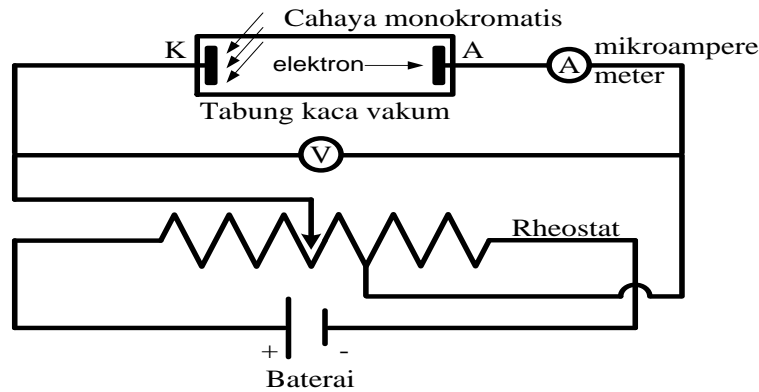 Cahaya monokromatis
K
elektron
A
A
mikroampere
meter
Tabung kaca vakum
V
Rheostat
+
-
Baterai